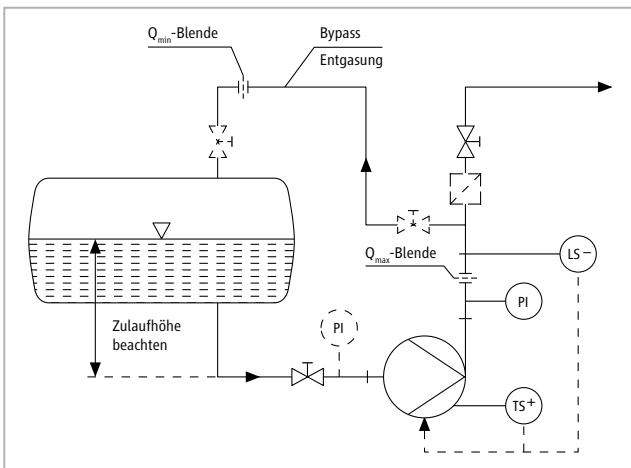 Qmin-Blende
Bypass
Entgasung
Qmax-Blende
LS−
PI
Zulaufhöhe
beachten
PI
TS+